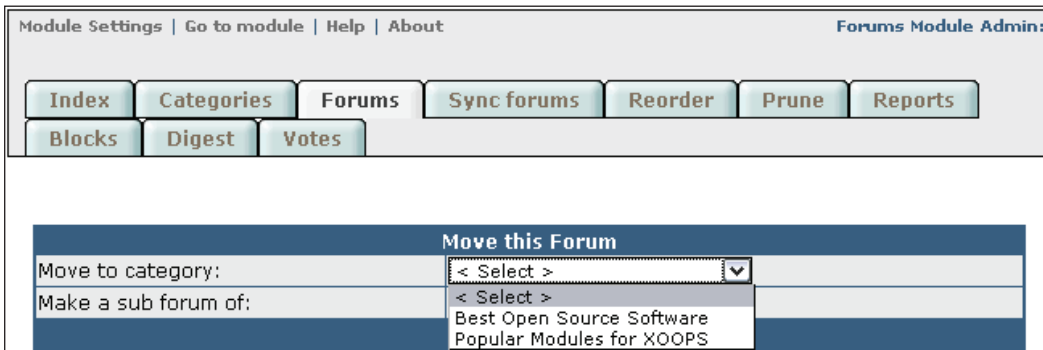 Module Settings | Go to module | Help | About Forums Module Admin:
Index Categories Forums Sync forums Reorder Prune Reports
Blocks Digest Votes
Move this Forum
Move to category: < Select >
Make a sub forum of: < Select >
Best Open Source Software
Popular Modules for XOOPS